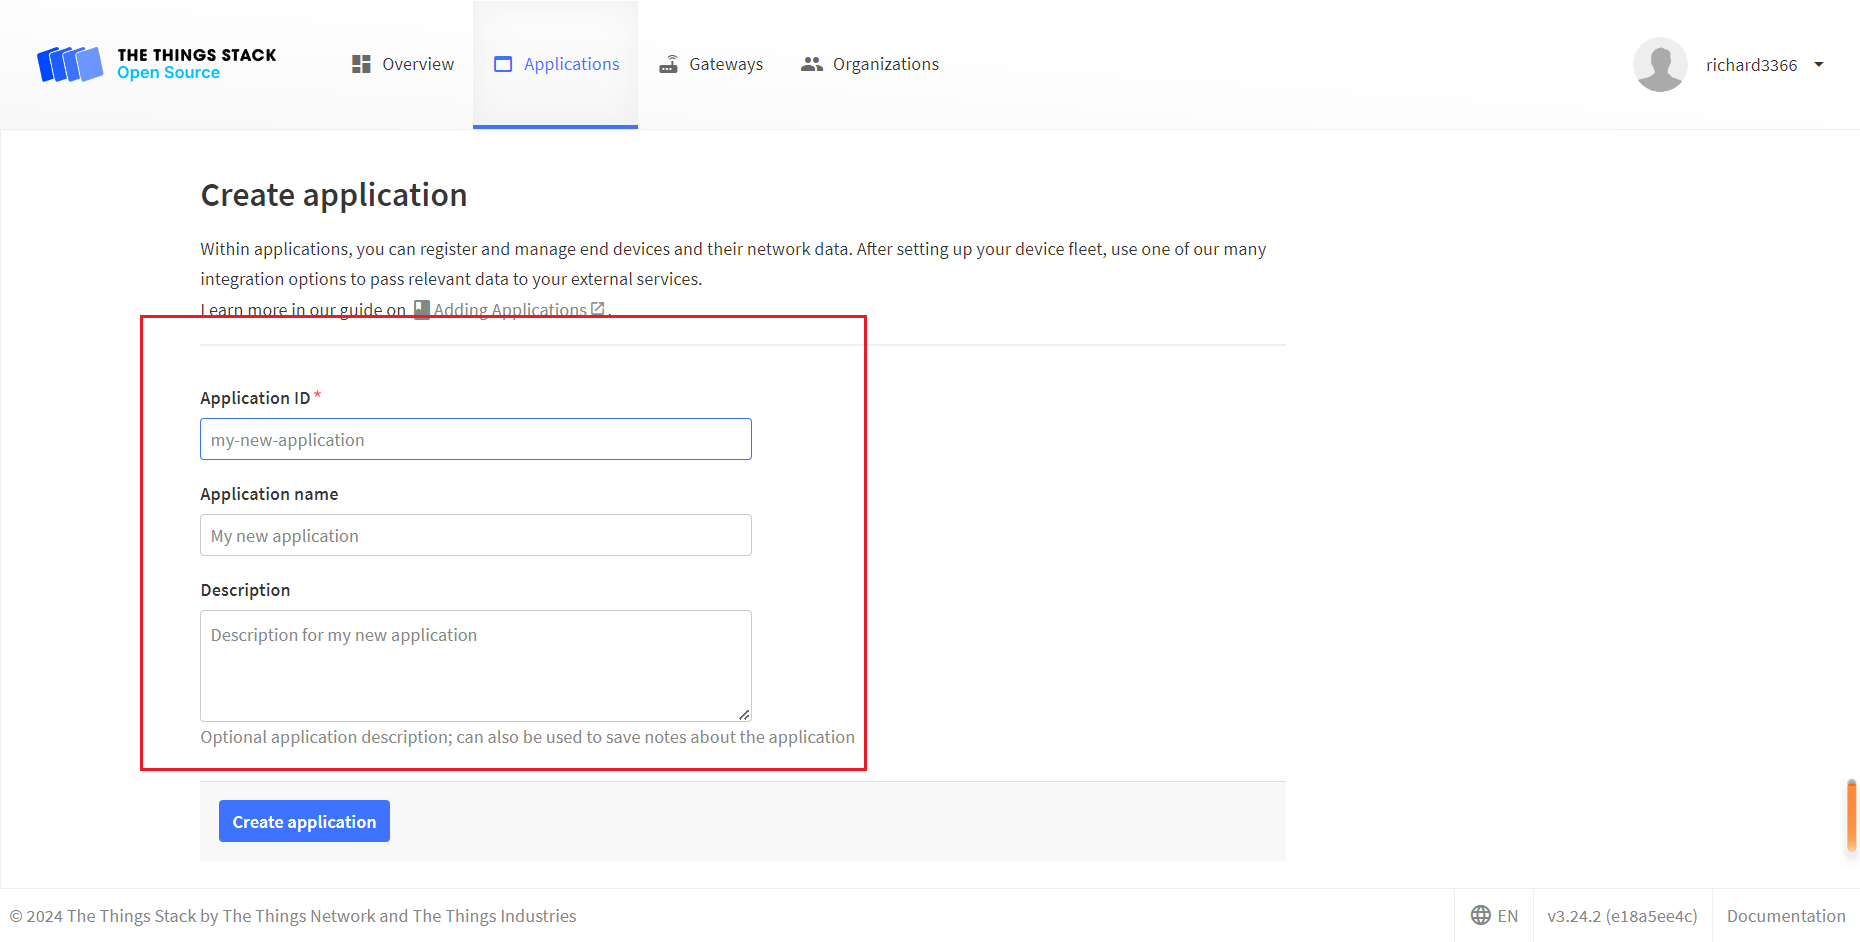 THE THINGS STACK
Open Source
Overview
Applications
Gateways
Organizations
richard3366
Create application
Within applications, you can register and manage end devices and their network data. After setting up your device fleet, use one of our many
integration options to pass relevant data to your external services.
Learn more in our guide on Adding Applications .
Application ID *
my-new-application
Application name
My new application
Description
Description for my new application
Optional application description; can also be used to save notes about the application
Create application
© 2024 The Things Stack by The Things Network and The Things Industries
EN
v3.24.2 (e18a5ee4c)
Documentation